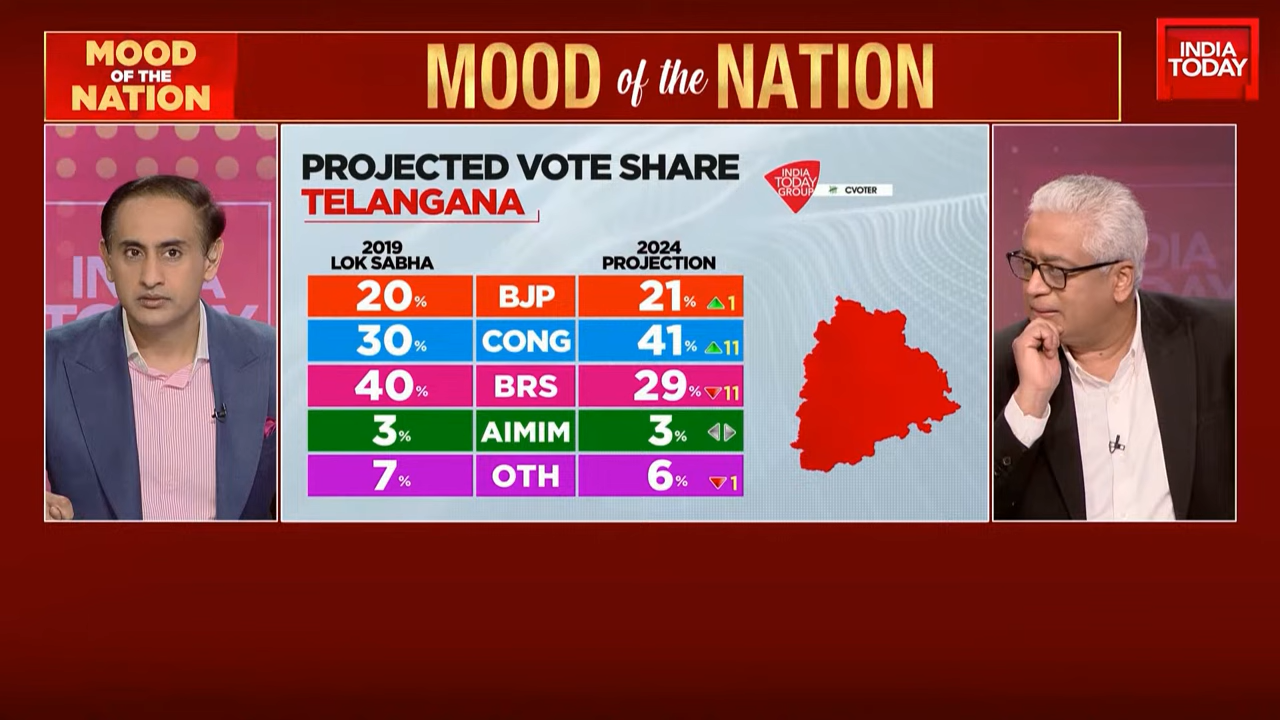 MOOD
OF THE
NATION
MOOD of the NATION
INDIA
TODAY
PROJECTED VOTE SHARE
TELANGANA
INDIA
TODAY
GROUP
CVOTER
2019
LOK SABHA
2024
PROJECTION
20% BJP 21% 1
30% CONG 41% 11
40% BRS 29% 11
3% AIMIM 3%
7% OTH 6% 1